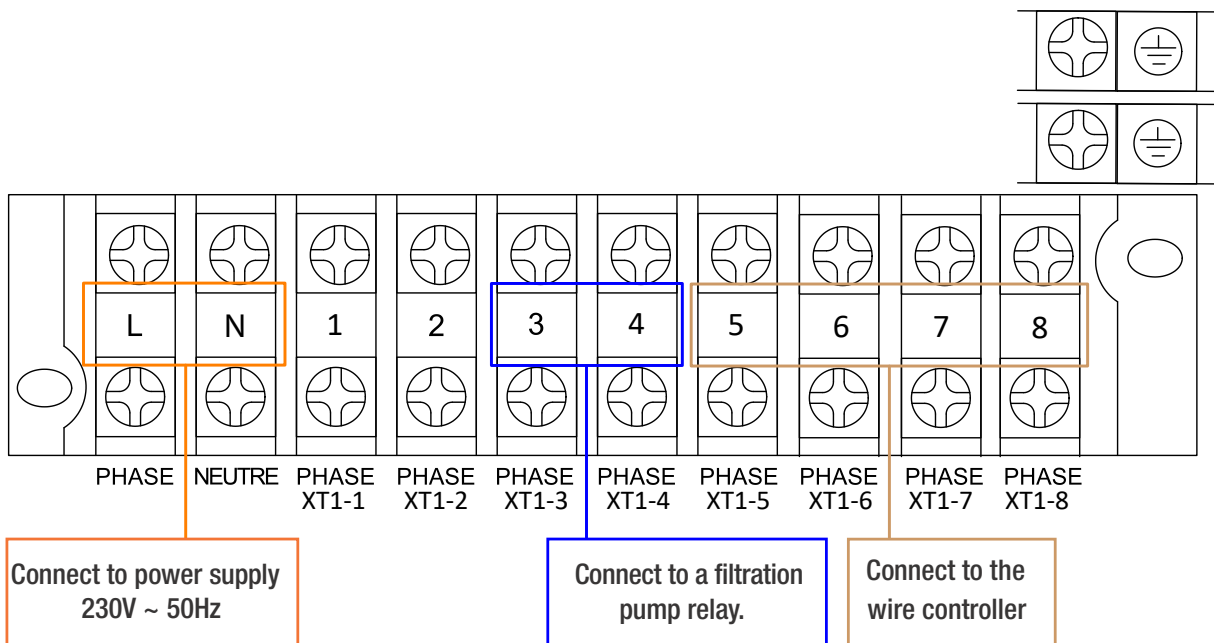 L N 1 2 3 4 5 6 7 8
PHASE NEUTRE PHASE PHASE PHASE PHASE PHASE PHASE PHASE PHASE
XT1-1 XT1-2 XT1-3 XT1-4 XT1-5 XT1-6 XT1-7 XT1-8
Connect to power supply
230V ~ 50Hz
Connect to a filtration
pump relay.
Connect to the
wire controller